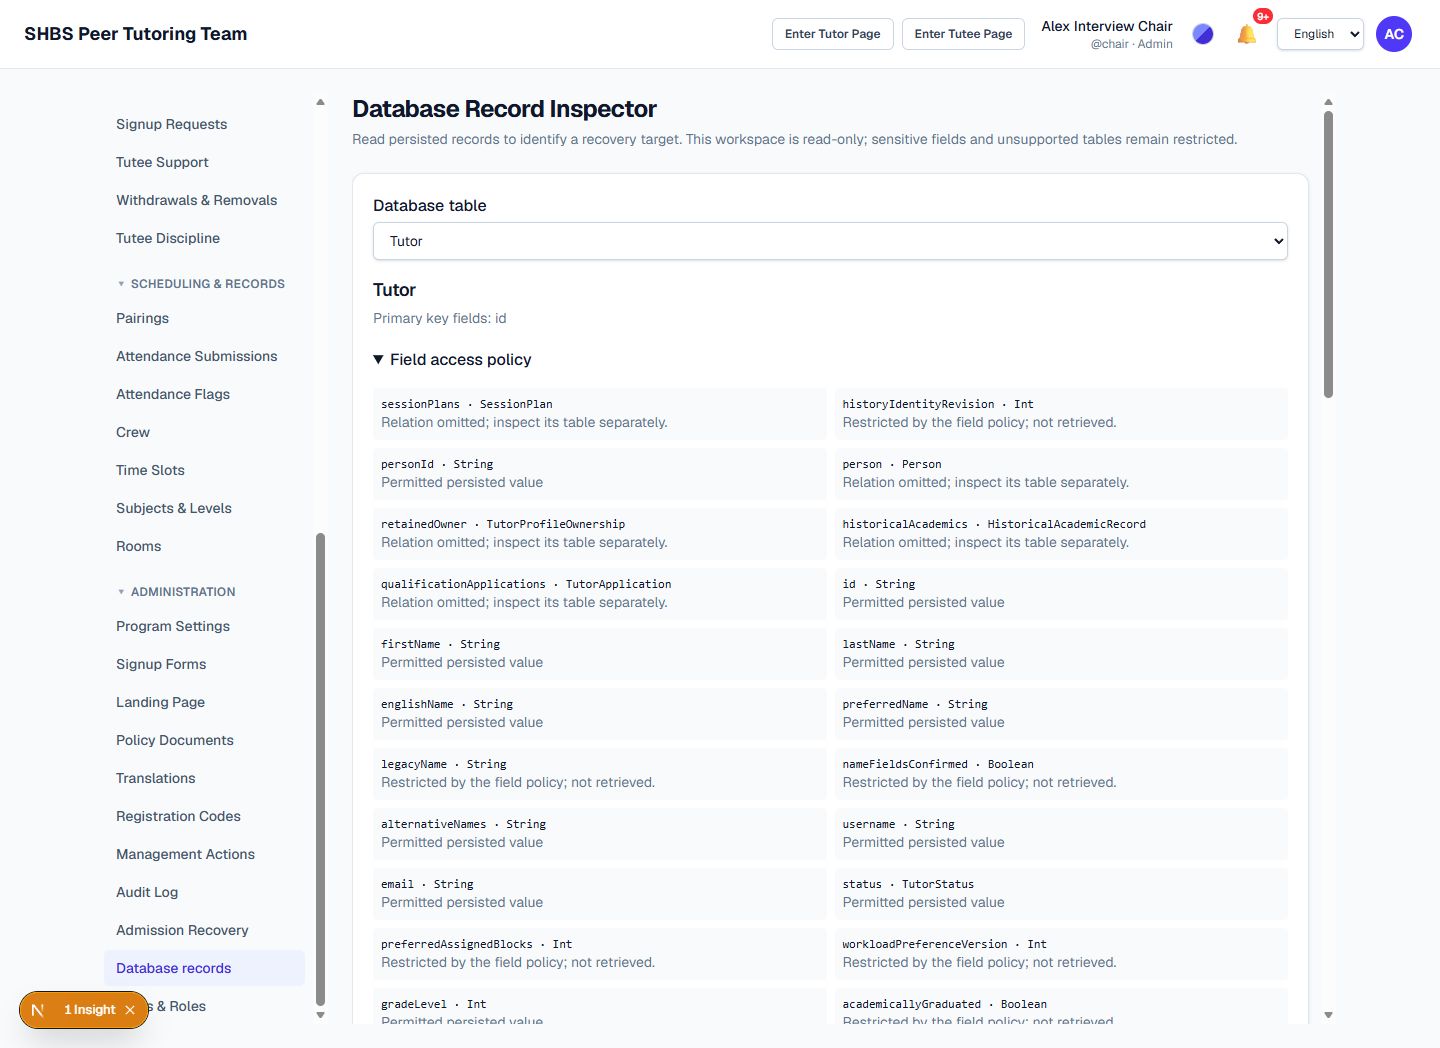 SHBS Peer Tutoring Team
Enter Tutor Page
Enter Tutee Page
Alex Interview Chair
@chair · Admin
9+
English
AC
Signup Requests
Tutee Support
Withdrawals & Removals
Tutee Discipline
SCHEDULING & RECORDS
Pairings
Attendance Submissions
Attendance Flags
Crew
Time Slots
Subjects & Levels
Rooms
ADMINISTRATION
Program Settings
Signup Forms
Landing Page
Policy Documents
Translations
Registration Codes
Management Actions
Audit Log
Admission Recovery
Database records
s & Roles
N 1 Insight
Database Record Inspector
Read persisted records to identify a recovery target. This workspace is read-only; sensitive fields and unsupported tables remain restricted.
Database table
Tutor
Tutor
Primary key fields: id
Field access policy
sessionPlans · SessionPlan
Relation omitted; inspect its table separately.
historyIdentityRevision · Int
Restricted by the field policy; not retrieved.
personId · String
Permitted persisted value
person · Person
Relation omitted; inspect its table separately.
retainedOwner · TutorProfileOwnership
Relation omitted; inspect its table separately.
historicalAcademics · HistoricalAcademicRecord
Relation omitted; inspect its table separately.
qualificationApplications · TutorApplication
Relation omitted; inspect its table separately.
id · String
Permitted persisted value
firstName · String
Permitted persisted value
lastName · String
Permitted persisted value
englishName · String
Permitted persisted value
preferredName · String
Permitted persisted value
legacyName · String
Restricted by the field policy; not retrieved.
nameFieldsConfirmed · Boolean
Restricted by the field policy; not retrieved.
alternativeNames · String
Permitted persisted value
username · String
Permitted persisted value
email · String
Permitted persisted value
status · TutorStatus
Permitted persisted value
preferredAssignedBlocks · Int
Restricted by the field policy; not retrieved.
workloadPreferenceVersion · Int
Restricted by the field policy; not retrieved.
gradeLevel · Int
Permitted persisted value
academicallyGraduated · Boolean
Restricted by the field policy; not retrieved.